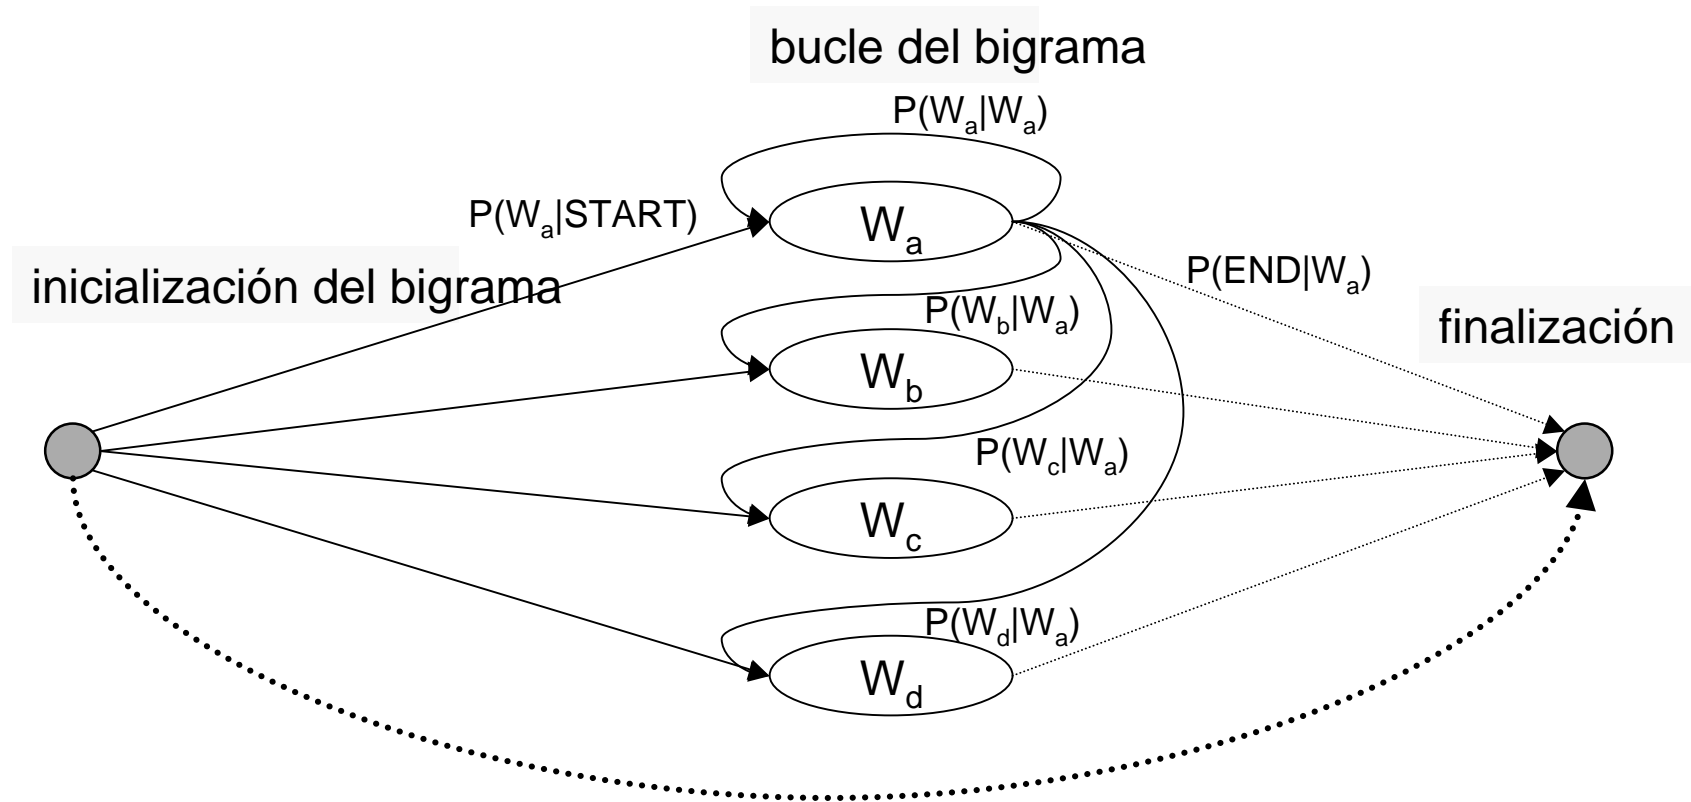 bucle del bigrama
P(Wa|Wa)
P(Wa|START)
Wa
inicialización del bigrama
P(END|Wa)
P(Wb|Wa)
finalización
Wb
P(Wc|Wa)
Wc
P(Wd|Wa)
Wd